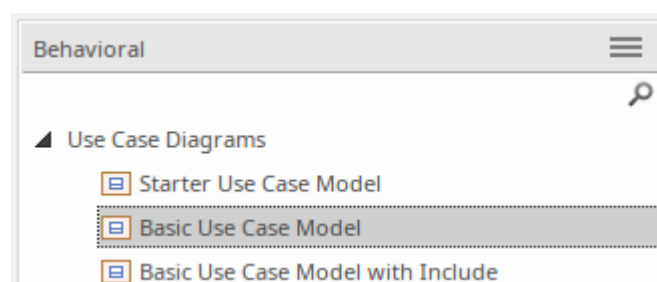 Behavioral
Use Case Diagrams
Starter Use Case Model
Basic Use Case Model
Basic Use Case Model with Include